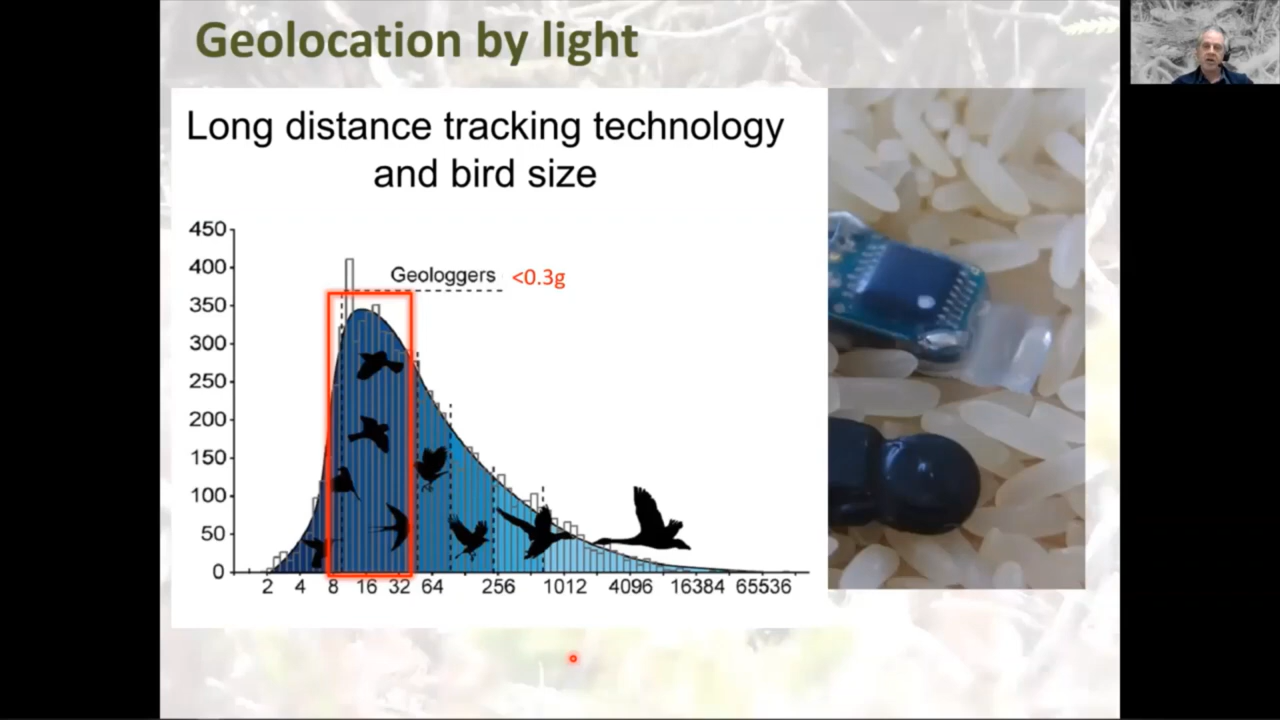 Geolocation by light
Long distance tracking technology
and bird size
450
400
350
300
250
200
150
100
50
0
Geologgers <0.3g
2 4 8 16 32 64 256 1012 4096 16384 65536